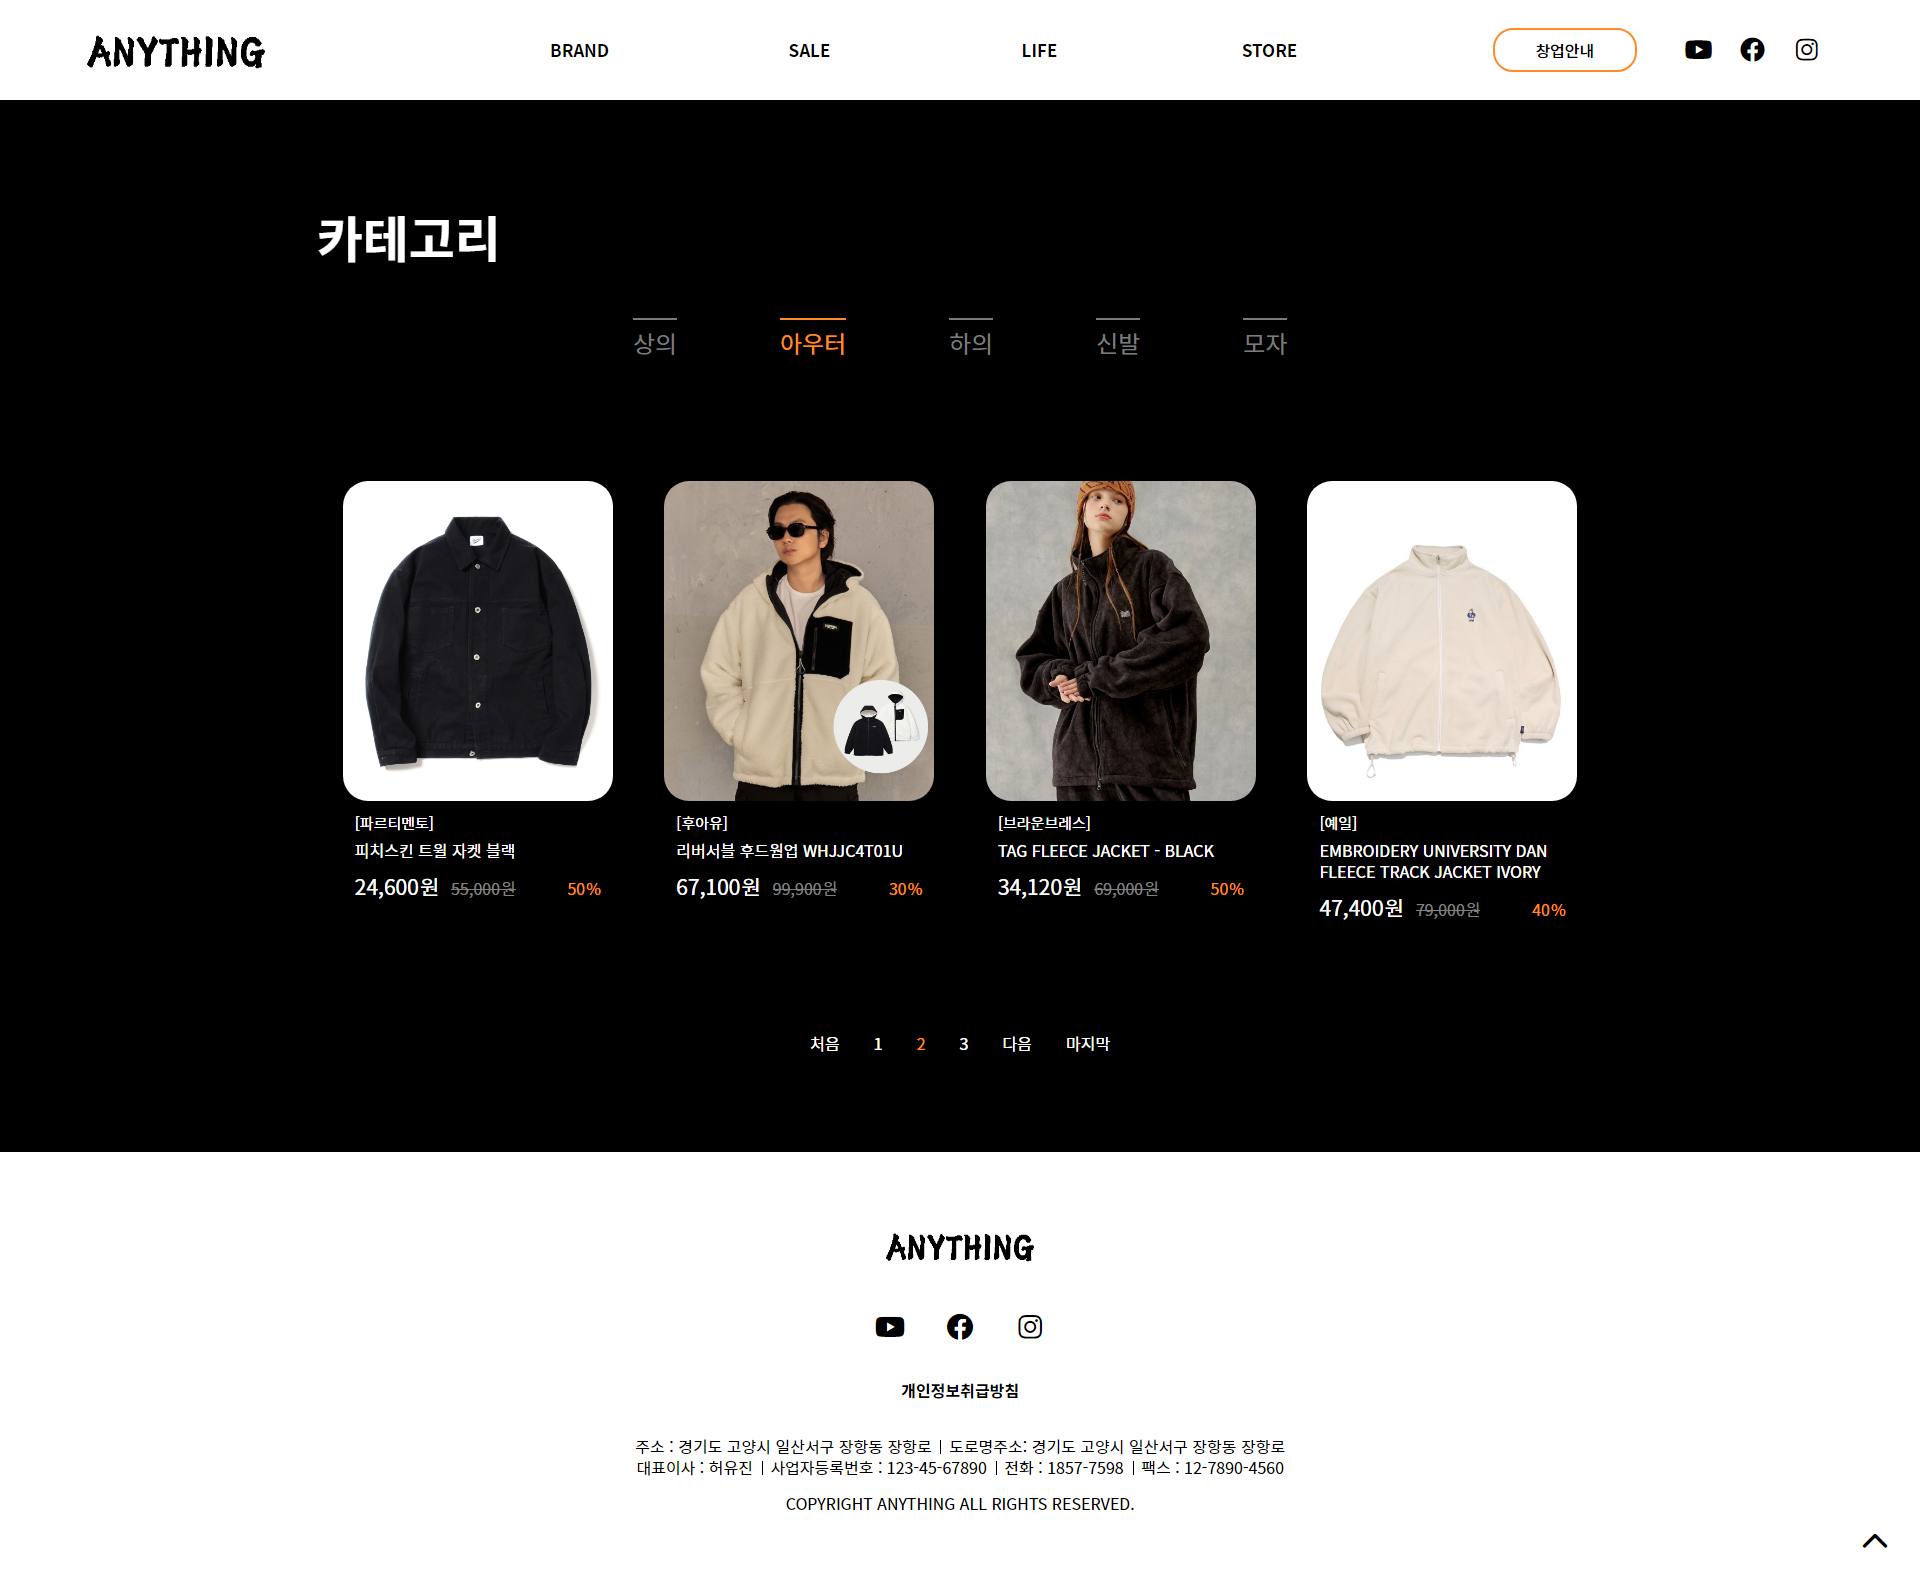 ANYTHING
BRAND
SALE
LIFE
STORE
창업안내
카테고리
상의
아우터
하의
신발
모자
[파르티멘토]
피치스킨 트윌 자켓 블랙
24,600원 55,000원 50%
[후아유]
리버서블 후드웜업 WHJJC4T01U
67,100원 99,900원 30%
[브라운브레스]
TAG FLEECE JACKET - BLACK
34,120원 69,000원 50%
[예일]
EMBROIDERY UNIVERSITY DAN
FLEECE TRACK JACKET IVORY
47,400원 79,000원 40%
처음 1 2 3 다음 마지막
ANYTHING
개인정보취급방침
주소 : 경기도 고양시 일산서구 장항동 장항로 | 도로명주소: 경기도 고양시 일산서구 장항동 장항로
대표이사 : 허유진 | 사업자등록번호 : 123-45-67890 | 전화 : 1857-7598 | 팩스 : 12-7890-4560
COPYRIGHT ANYTHING ALL RIGHTS RESERVED.